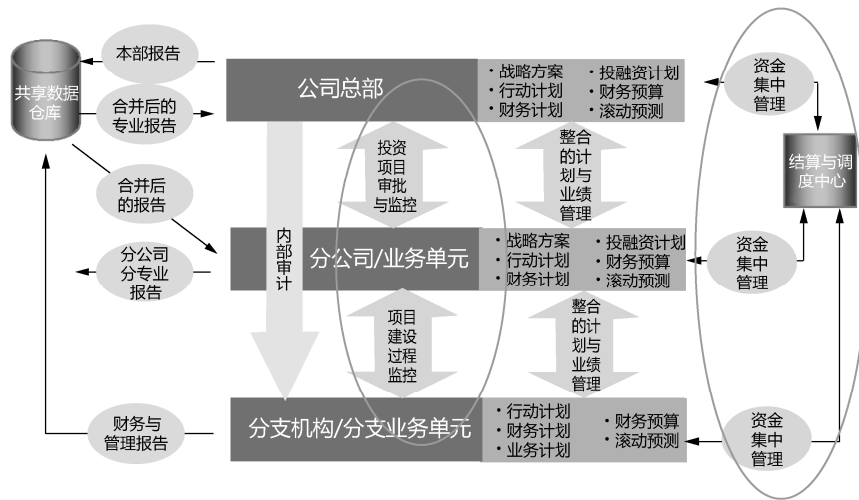 本部报告
共享数据
仓库
合并后的
专业报告
公司总部
·战略方案
·行动计划
·财务计划
·投融资计划
·财务预算
·滚动预测
资金
集中
管理
结算与调
度中心
投资
项目
审批
与监控
整合
的计
划与
业绩
管理
合并后
的报告
内部审计
分公司
分专业
报告
分公司/业务单元
·战略方案
·行动计划
·财务计划
·投融资计划
·财务预算
·滚动预测
资金
集中
管理
项目
建设
过程
监控
整合
的计
划与
业绩
管理
财务与
管理报告
分支机构/分支业务单元
·行动计划
·财务计划
·业务计划
·财务预算
·滚动预测
资金
集中
管理